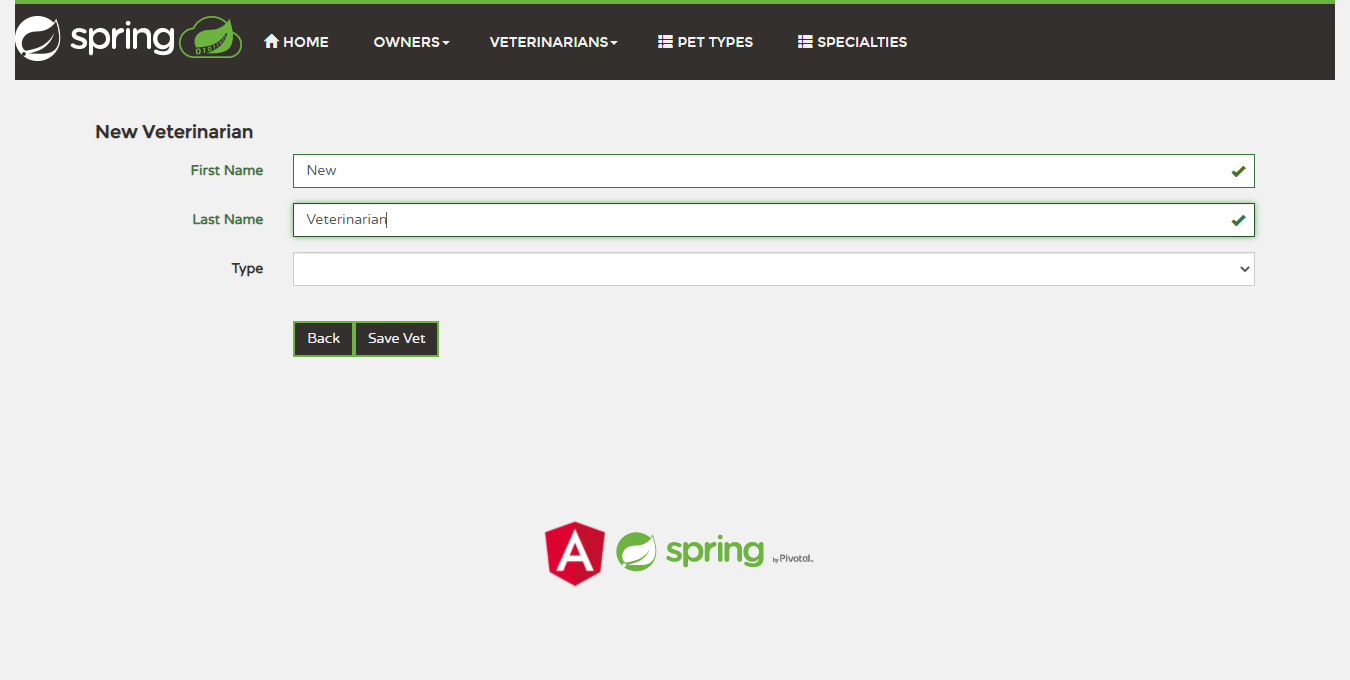 spring HOME OWNERS VETERINARIANS PET TYPES SPECIALTIES
New Veterinarian
First Name New
Last Name Veterinarian
Type
Back Save Vet
A spring by Pivotal.